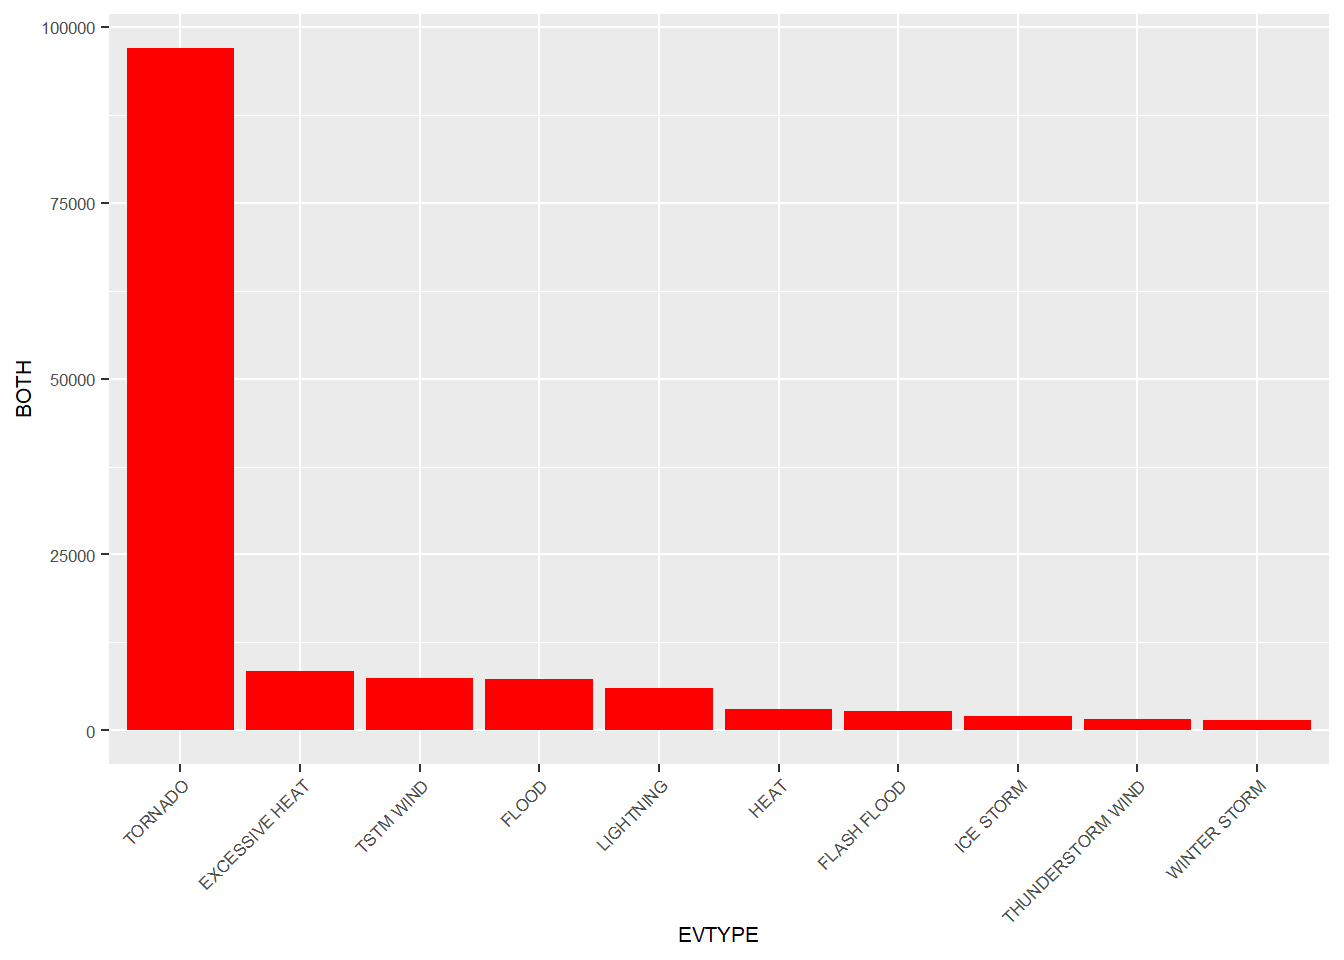 100000
75000
50000
25000
0
BOTH
TORNADO
EXCESSIVE HEAT
TSTM WIND
FLOOD
LIGHTNING
HEAT
FLASH FLOOD
ICE STORM
THUNDERSTORM WIND
WINTER STORM
EVTYPE